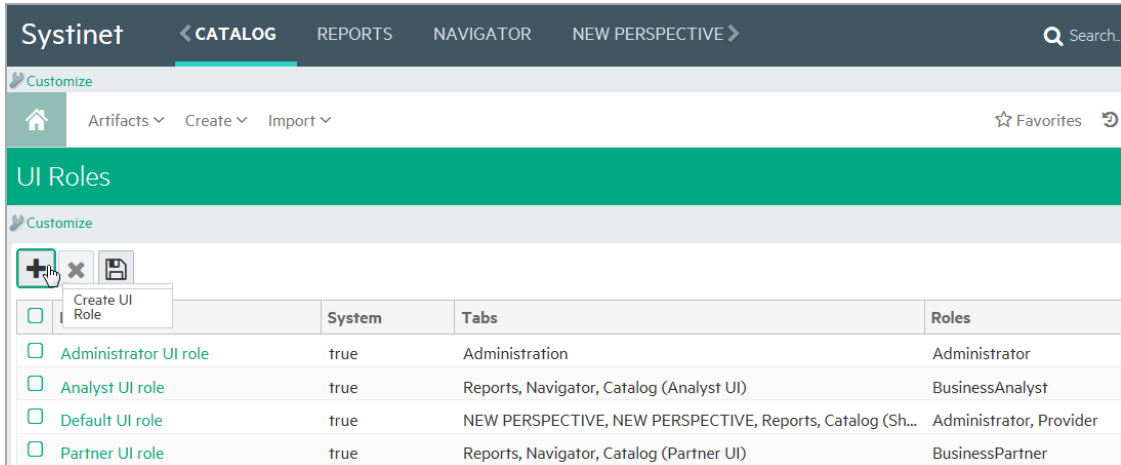 Systinet CATALOG REPORTS NAVIGATOR NEW PERSPECTIVE Search..
Customize
Artifacts Create Import Favorites
UI Roles
Customize
Create UI
Role
System Tabs Roles
Administrator UI role true Administration Administrator
Analyst UI role true Reports, Navigator, Catalog (Analyst UI) BusinessAnalyst
Default UI role true NEW PERSPECTIVE, NEW PERSPECTIVE, Reports, Catalog (Sh... Administrator, Provider
Partner UI role true Reports, Navigator, Catalog (Partner UI) BusinessPartner